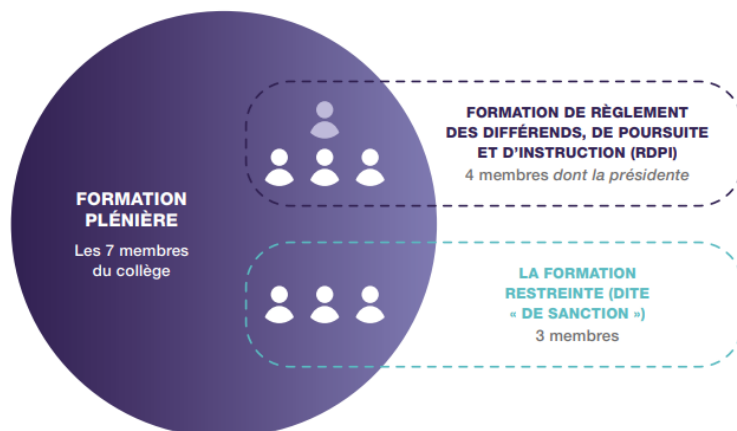 FORMATION
PLÉNIÈRE
Les 7 membres
du collège
FORMATION DE RÈGLEMENT
DES DIFFÉRENDS, DE POURSUITE
ET D’INSTRUCTION (RDPI)
4 membres dont la présidente
LA FORMATION
RESTREINTE (DITE
« DE SANCTION »)
3 membres